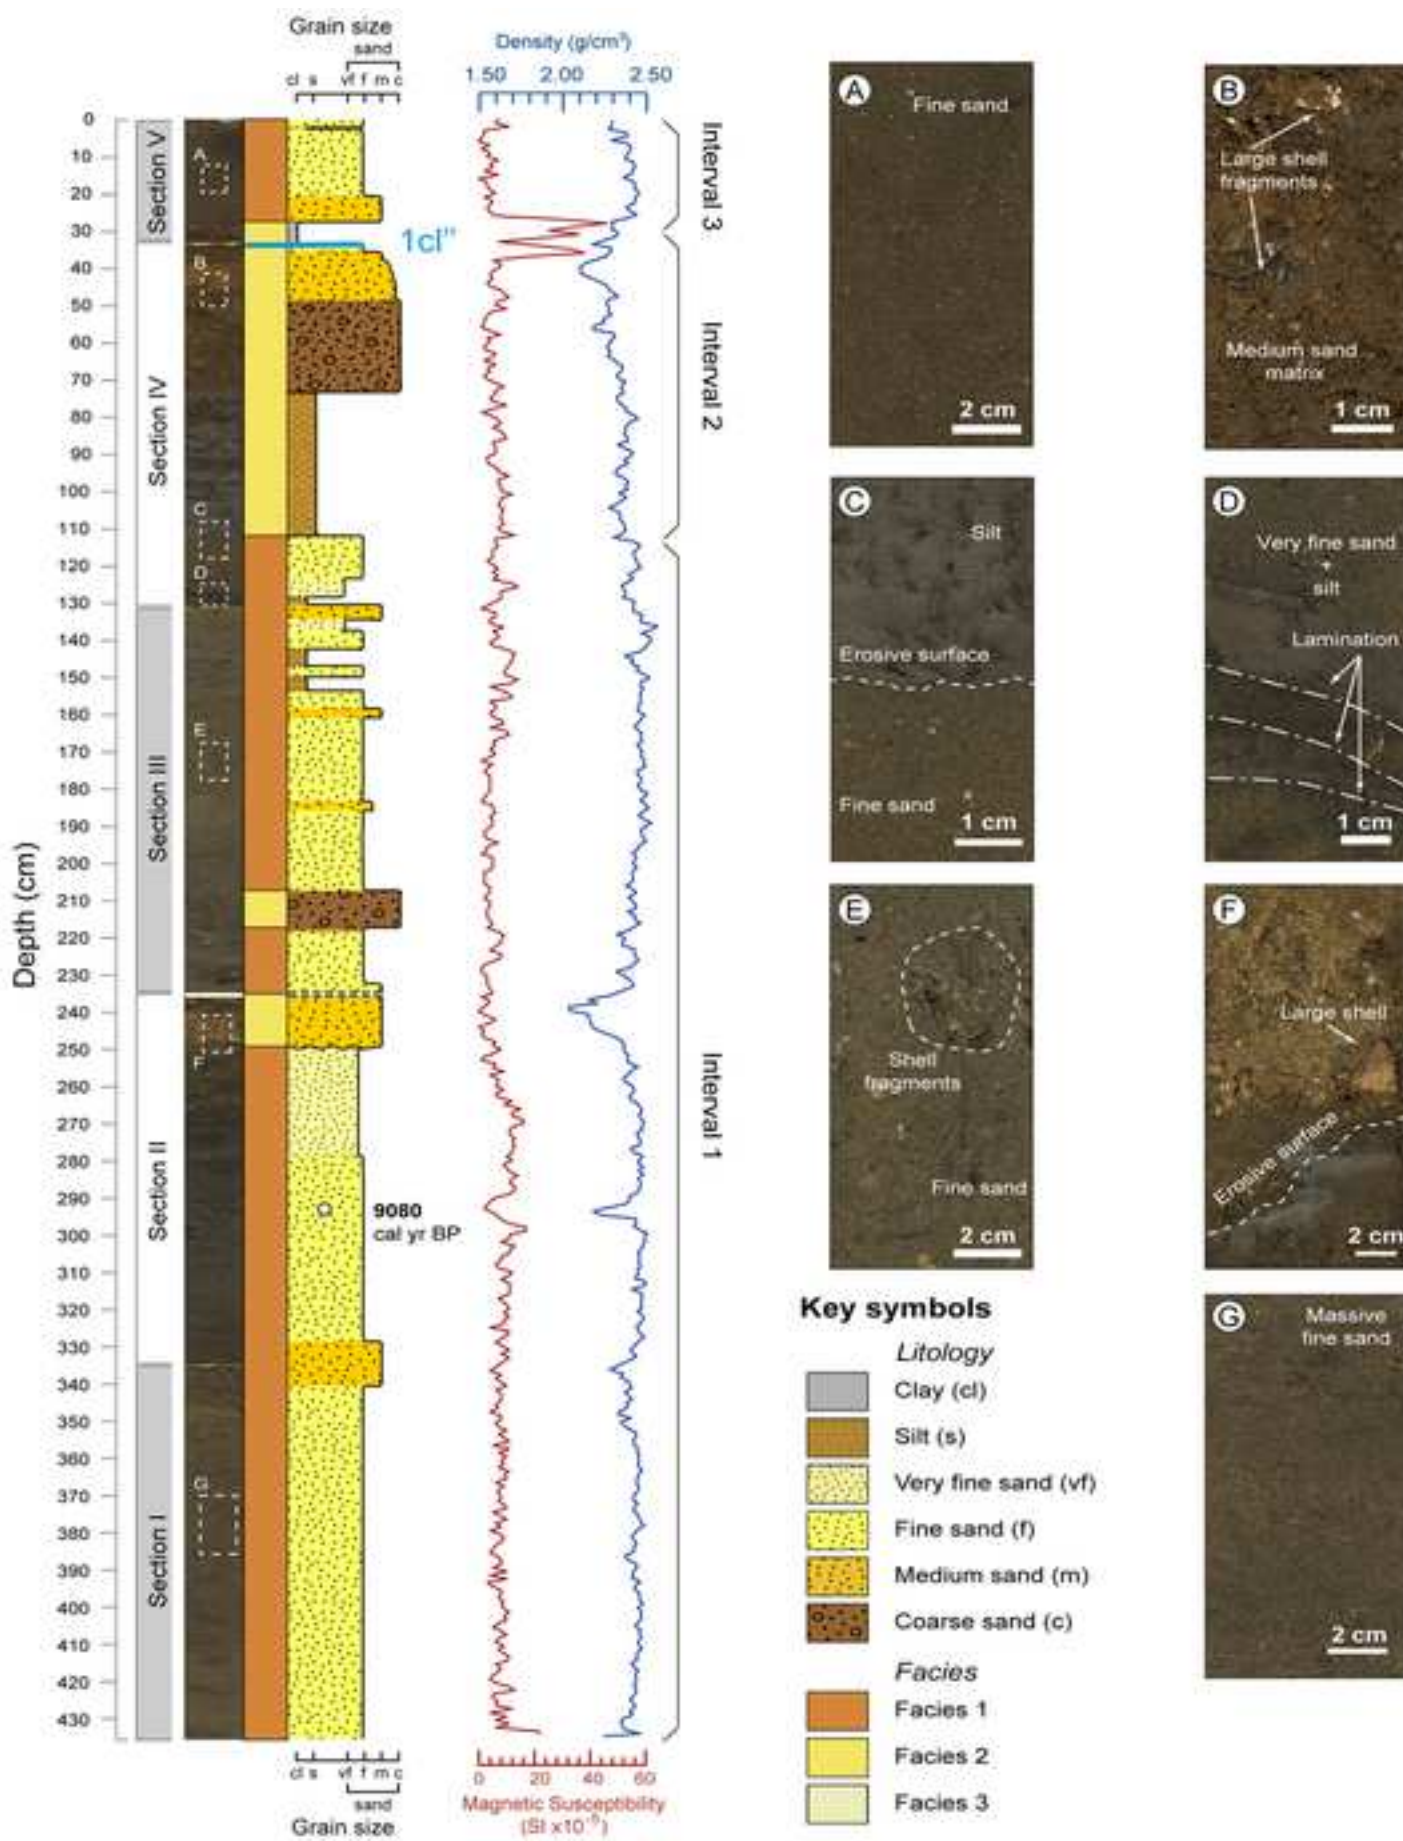 Grain size
sand
cl s vf f m c
Density (g/cm³)
1.50 2.00 2.50
0
10
20
30
40
50
60
70
80
90
100
110
120
130
140
150
160
170
180
190
200
210
220
230
240
250
260
270
280
290
300
310
320
330
340
350
360
370
380
390
400
410
420
430
Depth (cm)
Section V
Section IV
Section III
Section II
Section I
A
B
C
D
E
F
G
1cl"
9080
cal yr BP
Interval 3
Interval 2
Interval 1
cl s vf f m c
sand
Grain size
0 20 40 60
Magnetic Susceptibility
(SI x10⁻⁵)
A
Fine sand
2 cm
B
Large shell
fragments
Medium sand
matrix
1 cm
C
Silt
Erosive surface
Fine sand
1 cm
D
Very fine sand
+
silt
Lamination
1 cm
E
Shell
fragments
Fine sand
2 cm
F
Large shell
Erosive surface
2 cm
G
Massive
fine sand
2 cm
Key symbols
Litology
Clay (cl)
Silt (s)
Very fine sand (vf)
Fine sand (f)
Medium sand (m)
Coarse sand (c)
Facies
Facies 1
Facies 2
Facies 3